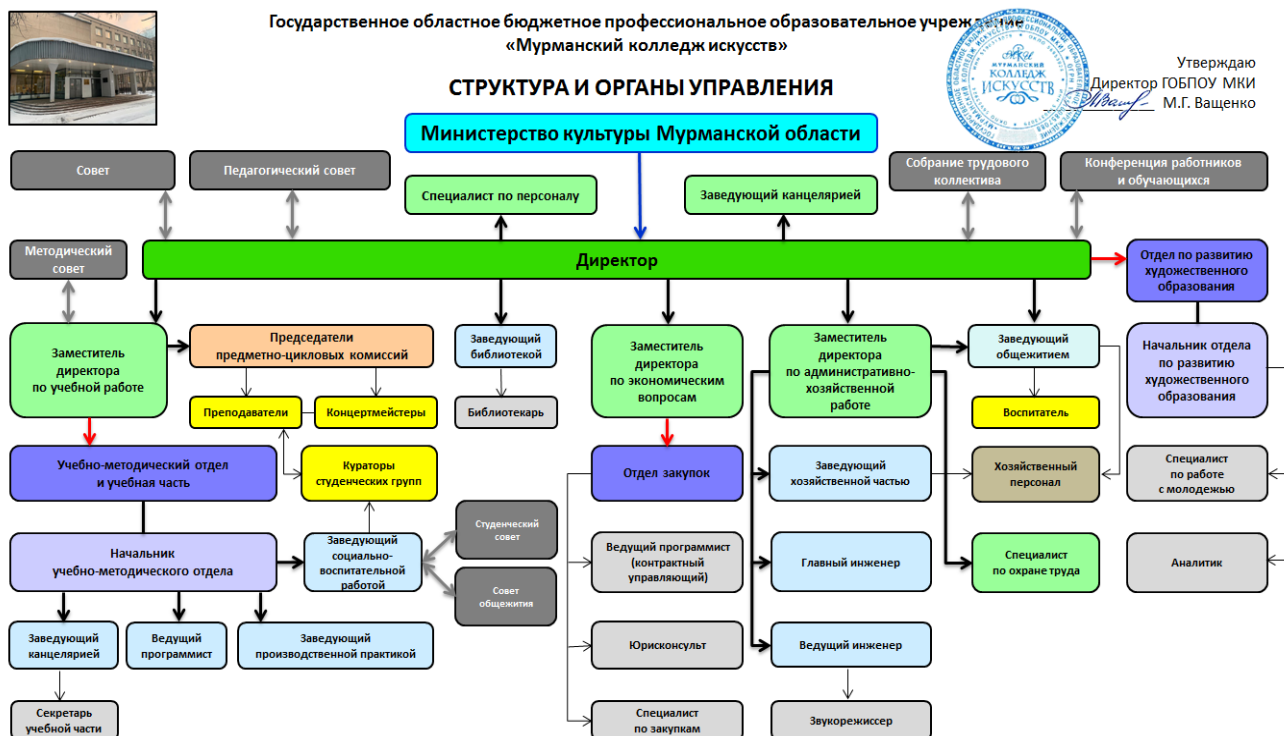 Государственное областное бюджетное профессиональное образовательное учреждение
«Мурманский колледж искусств»
СТРУКТУРА И ОРГАНЫ УПРАВЛЕНИЯ
МКИ
МУРМАНСКИЙ
КОЛЛЕДЖ
ИСКУССТВ
Утверждаю
Директор ГОБПОУ МКИ
М.Г. Ващенко
Министерство культуры Мурманской области
Совет
Педагогический совет
Специалист по персоналу
Заведующий канцелярией
Собрание трудового
коллектива
Конференция работников
и обучающихся
Методический
совет
Директор
Отдел по развитию
художественного
образования
Заместитель
директора
по учебной работе
Председатели
предметно-цикловых комиссий
Заведующий
библиотекой
Заместитель
директора
по экономическим
вопросам
Заместитель
директора
по административно-
хозяйственной
работе
Заведующий
общежитием
Начальник отдела
по развитию
художественного
образования
Преподаватели
Концертмейстеры
Библиотекарь
Воспитатель
Учебно-методический отдел
и учебная часть
Кураторы
студенческих групп
Отдел закупок
Заведующий
хозяйственной частью
Хозяйственный
персонал
Специалист
по работе
с молодежью
Начальник
учебно-методического отдела
Заведующий
социально-
воспитательной
работой
Студенческий
совет
Совет
общежития
Ведущий программист
(контрактный
управляющий)
Главный инженер
Специалист
по охране труда
Аналитик
Заведующий
канцелярией
Ведущий
программист
Заведующий
производственной практикой
Юрисконсульт
Ведущий инженер
Секретарь
учебной части
Специалист
по закупкам
Звукорежиссер